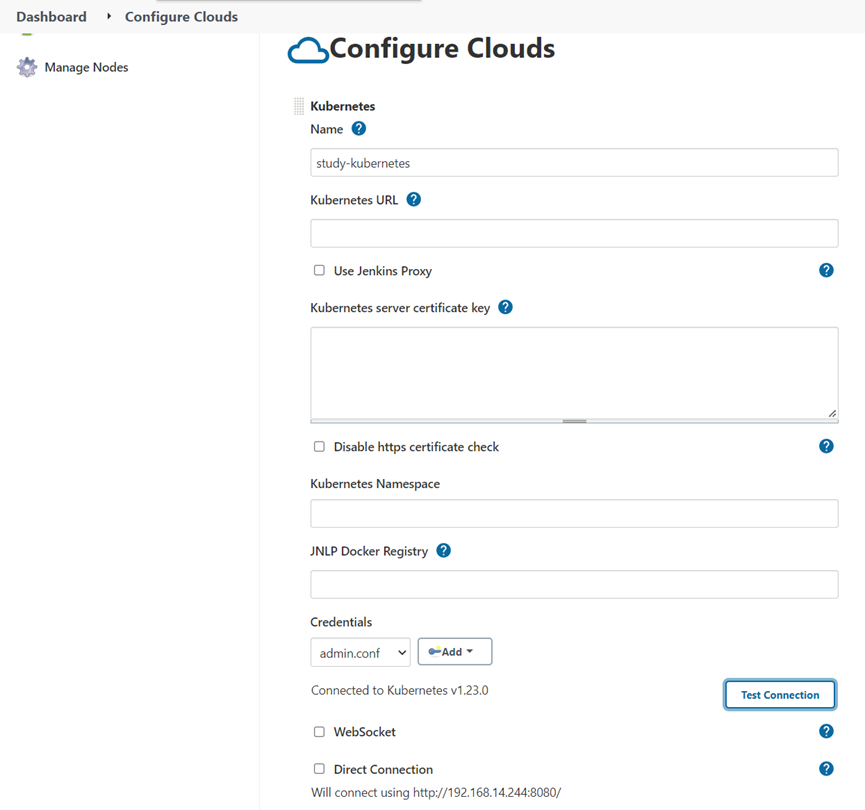 Dashboard
Configure Clouds
Configure Clouds
Manage Nodes
Kubernetes
Name
study-kubernetes
Kubernetes URL
Use Jenkins Proxy
Kubernetes server certificate key
Disable https certificate check
Kubernetes Namespace
JNLP Docker Registry
Credentials
admin.conf
Add
Connected to Kubernetes v1.23.0
Test Connection
WebSocket
Direct Connection
Will connect using http://192.168.14.244:8080/